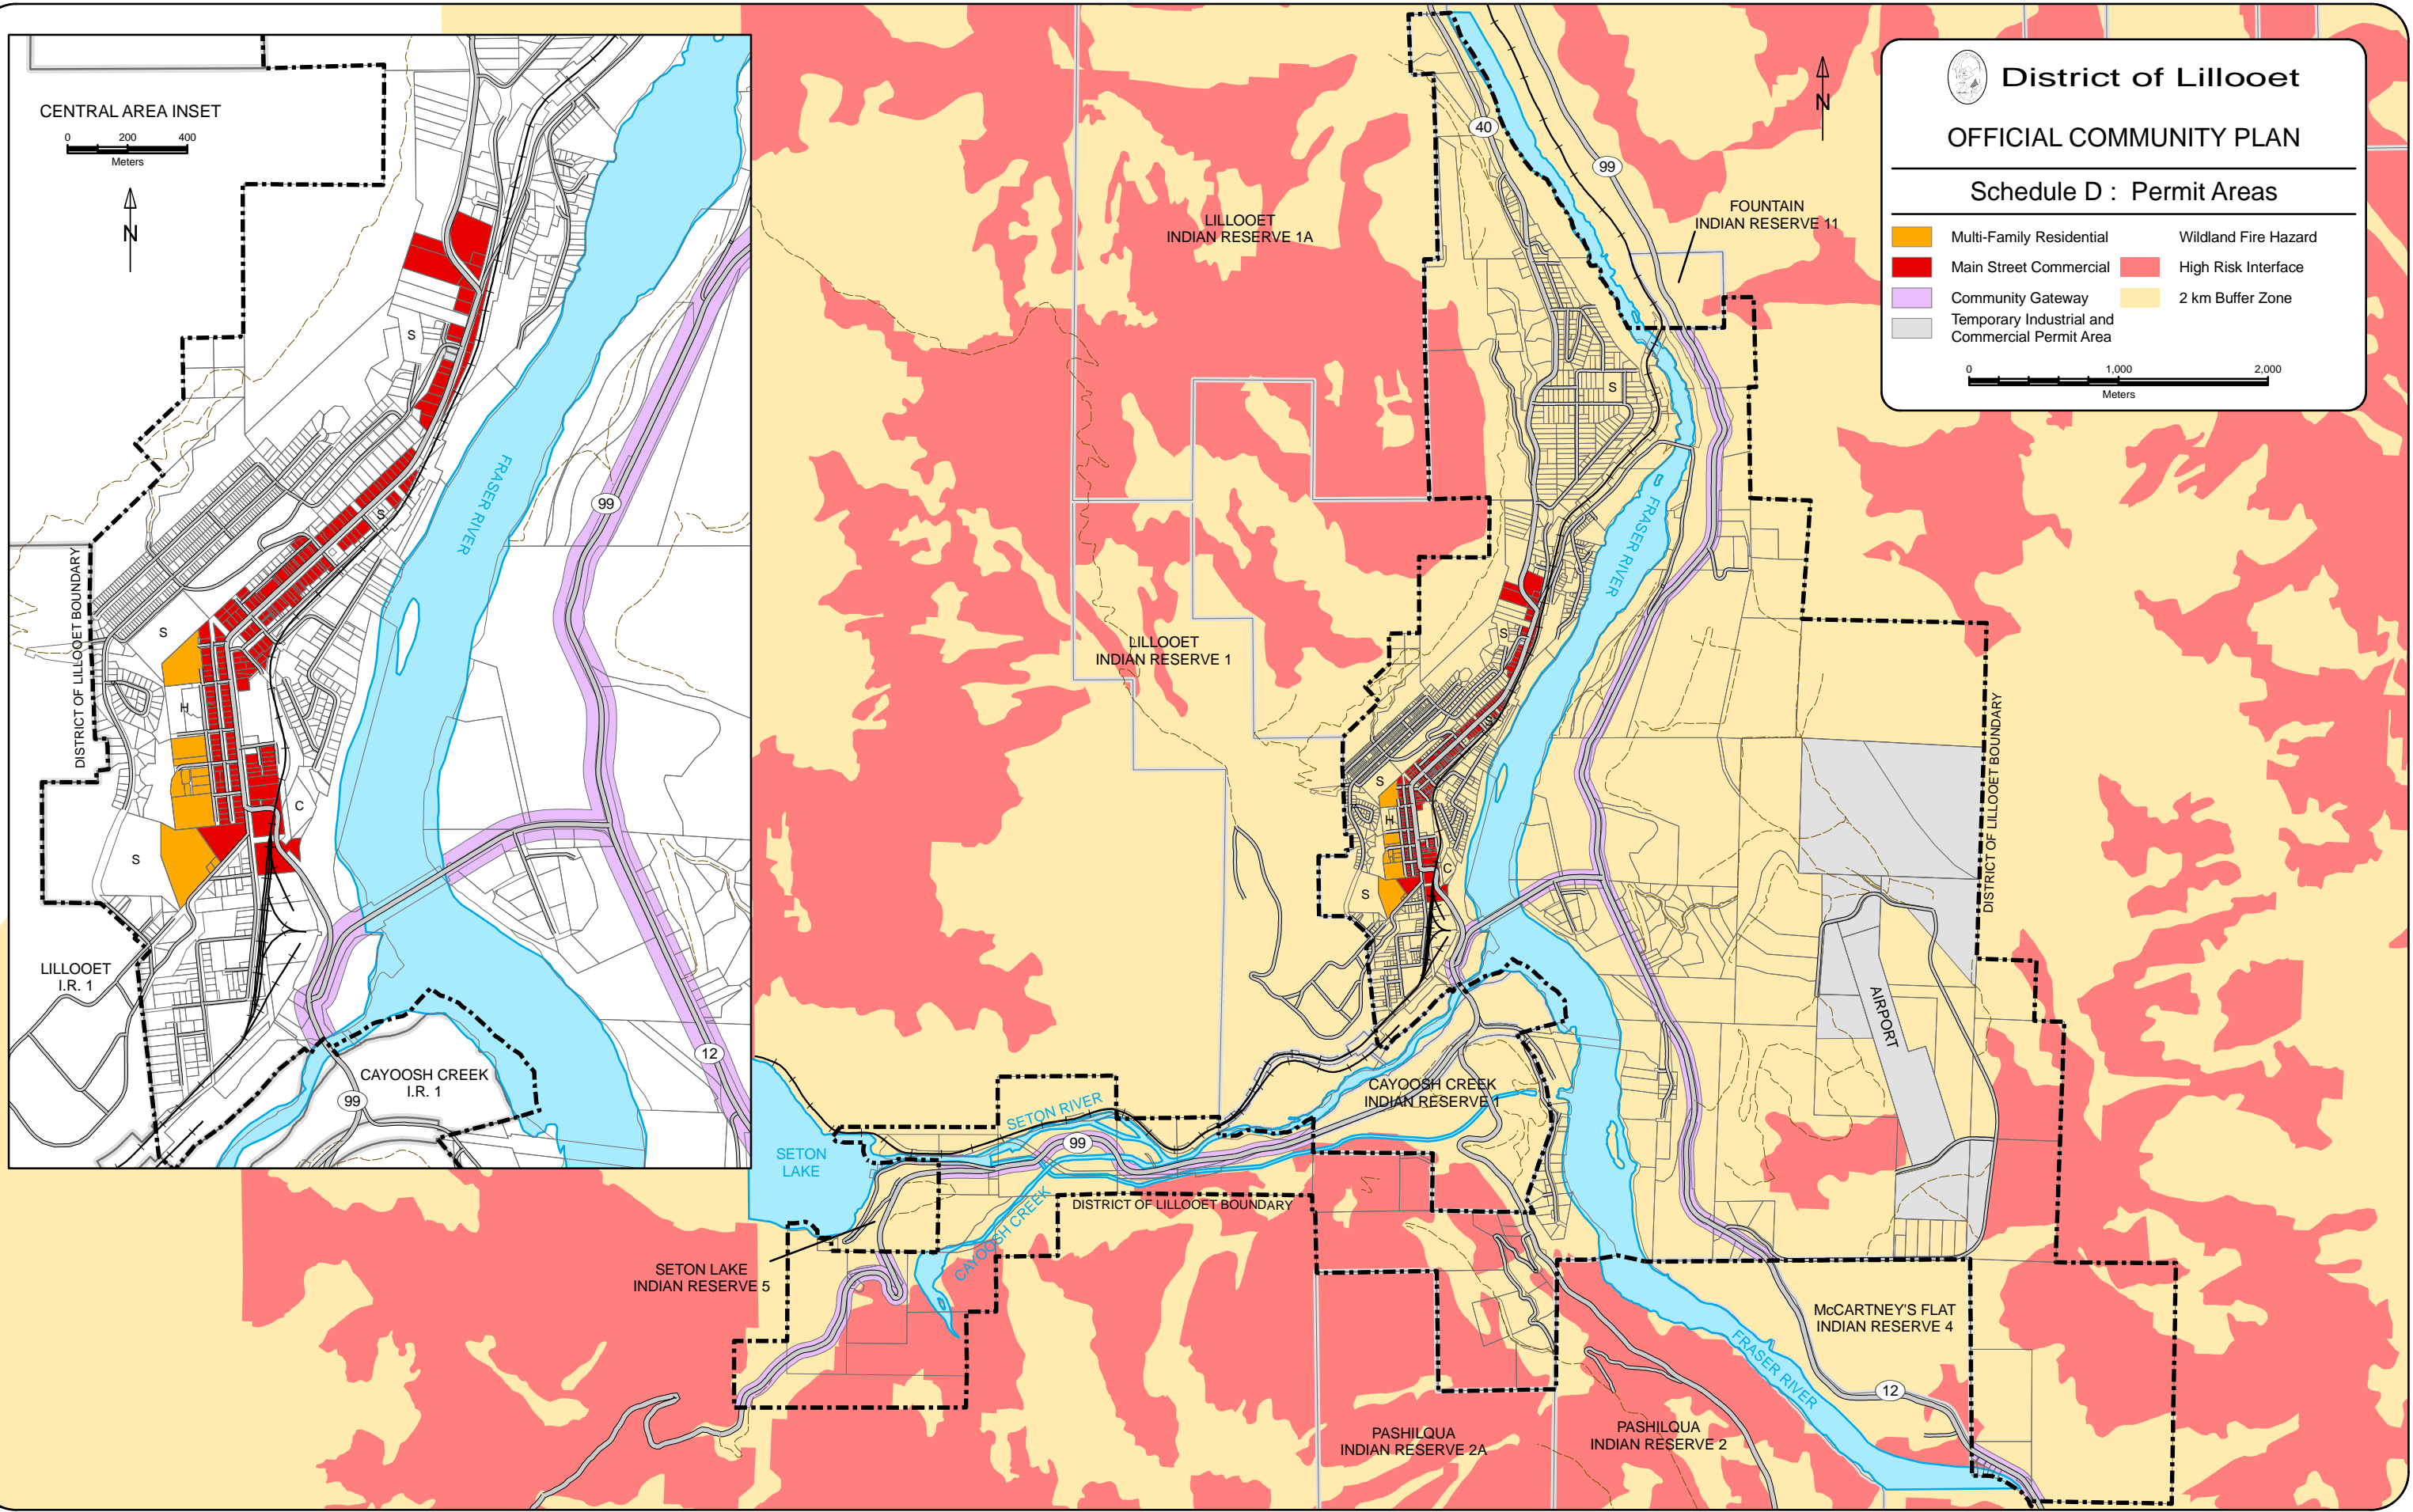 CENTRAL AREA INSET
0 200 400
Meters
N
S
FRASER RIVER
99
S
DISTRICT OF LILLOOET BOUNDARY
S
H
C
S
LILLOOET
I.R. 1
12
CAYOOSH CREEK
I.R. 1
99
40
99
LILLOOET
INDIAN RESERVE 1A
FOUNTAIN
INDIAN RESERVE 11
N
S
FRASER RIVER
LILLOOET
INDIAN RESERVE 1
S
S
S
H
C
S
DISTRICT OF LILLOOET BOUNDARY
AIRPORT
CAYOOSH CREEK
INDIAN RESERVE 1
SETON RIVER
99
SETON
LAKE
CAYOOSH CREEK
DISTRICT OF LILLOOET BOUNDARY
SETON LAKE
INDIAN RESERVE 5
McCARTNEY'S FLAT
INDIAN RESERVE 4
FRASER RIVER
12
PASHILQUA
INDIAN RESERVE 2A
PASHILQUA
INDIAN RESERVE 2
District of Lillooet
OFFICIAL COMMUNITY PLAN
Schedule D : Permit Areas
Multi-Family Residential
Main Street Commercial
Community Gateway
Temporary Industrial and
Commercial Permit Area
Wildland Fire Hazard
High Risk Interface
2 km Buffer Zone
0 1,000 2,000
Meters